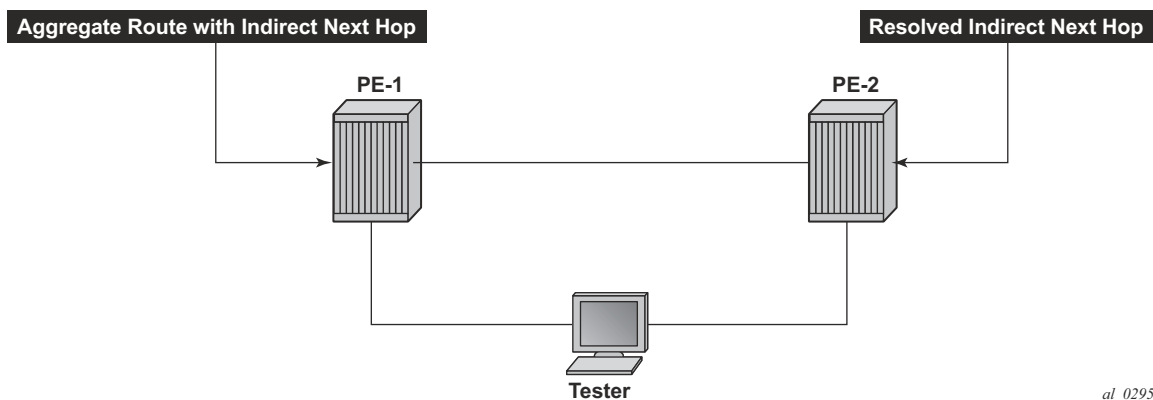 Aggregate Route with Indirect Next Hop
Resolved Indirect Next Hop
PE-1
PE-2
Tester
al_0295